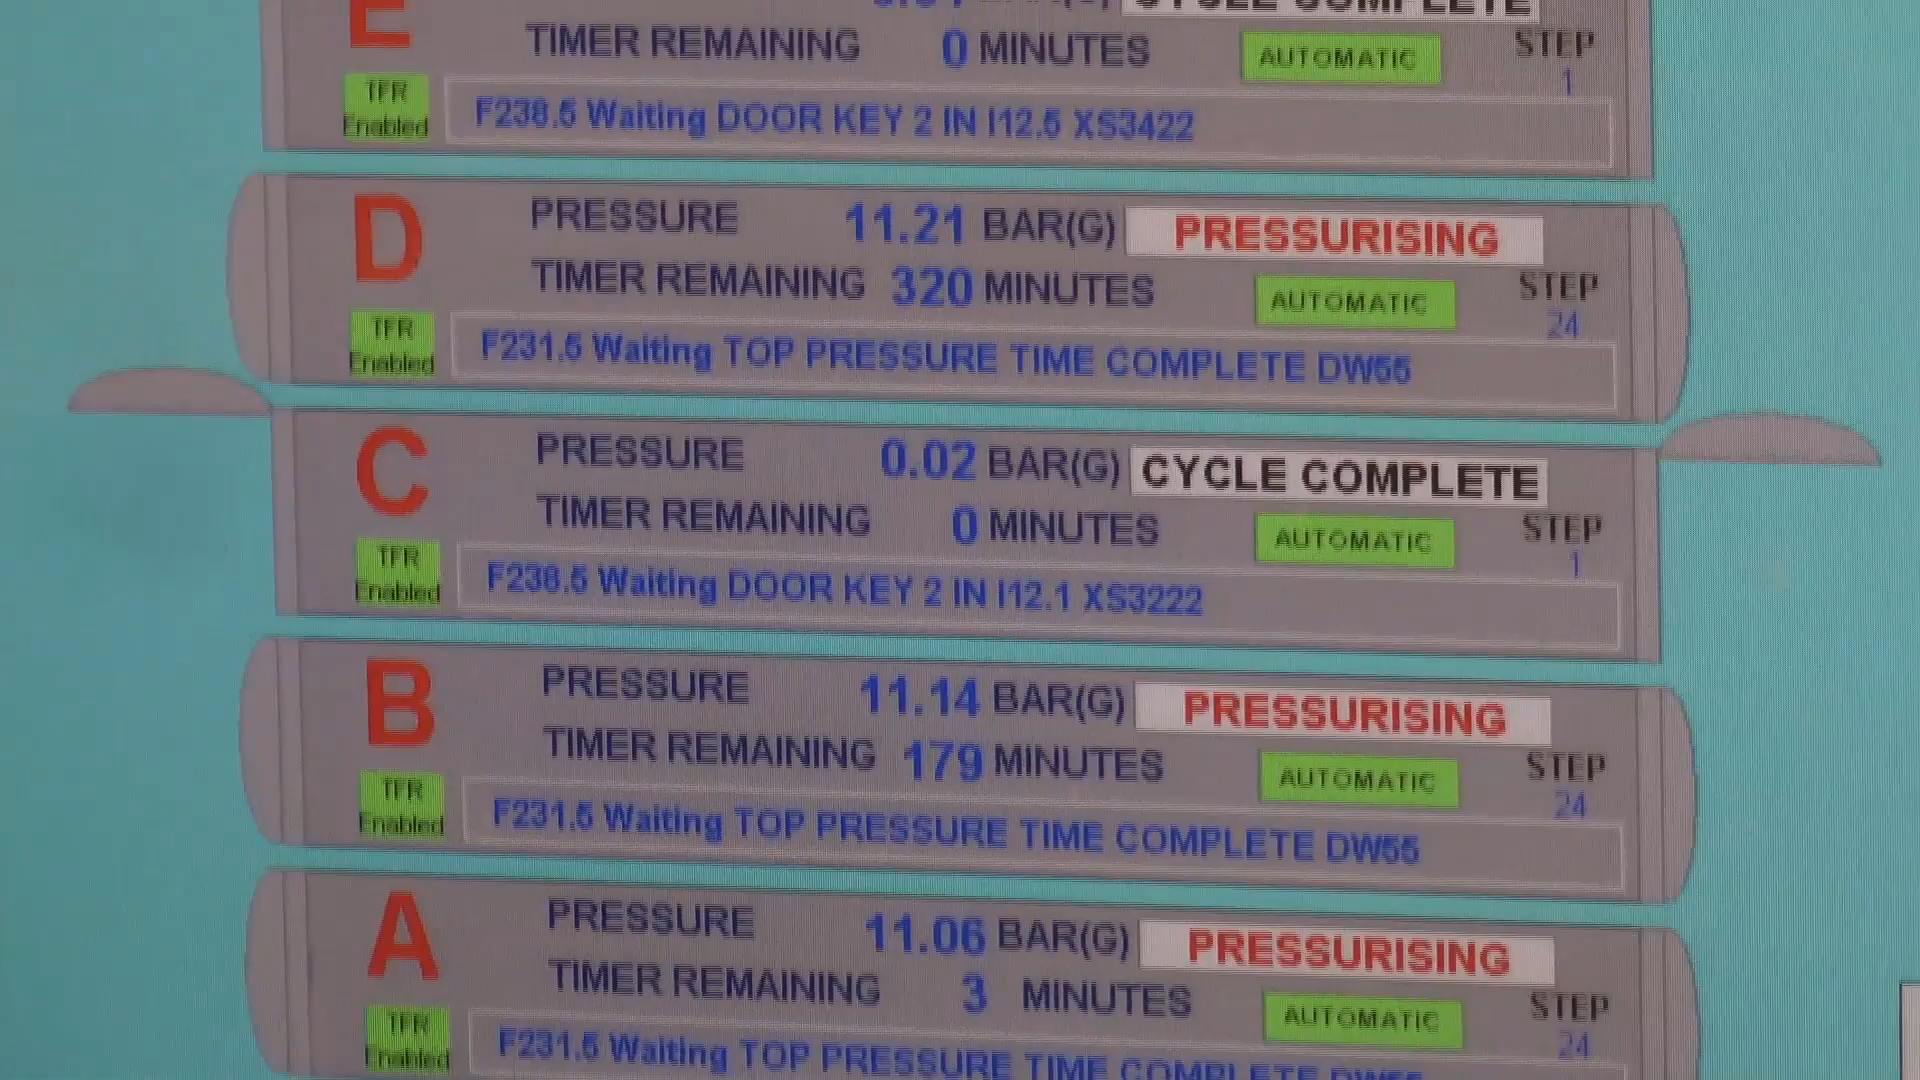 E
CYCLE COMPLETE
TIMER REMAINING 0 MINUTES AUTOMATIC STEP
1
TFR
Enabled
F238.5 Waiting DOOR KEY 2 IN I12.5 XS3422
D
PRESSURE 11.21 BAR(G) PRESSURISING
TIMER REMAINING 320 MINUTES AUTOMATIC STEP
24
TFR
Enabled
F231.5 Waiting TOP PRESSURE TIME COMPLETE DW55
C
PRESSURE 0.02 BAR(G) CYCLE COMPLETE
TIMER REMAINING 0 MINUTES AUTOMATIC STEP
1
TFR
Enabled
F238.5 Waiting DOOR KEY 2 IN I12.1 XS3222
B
PRESSURE 11.14 BAR(G) PRESSURISING
TIMER REMAINING 179 MINUTES AUTOMATIC STEP
24
TFR
Enabled
F231.5 Waiting TOP PRESSURE TIME COMPLETE DW55
A
PRESSURE 11.06 BAR(G) PRESSURISING
TIMER REMAINING 3 MINUTES AUTOMATIC STEP
24
TFR
Enabled
F231.5 Waiting TOP PRESSURE TIME COMPLETE DW55